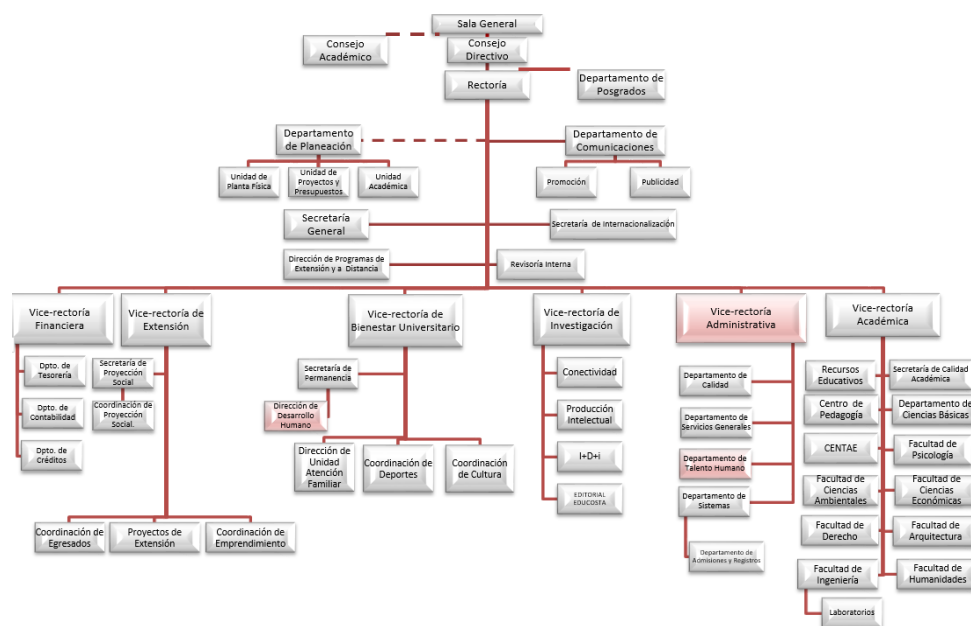 Sala General
Consejo
Académico
Consejo
Directivo
Rectoría
Departamento de
Posgrados
Departamento
de Planeación
Departamento de
Comunicaciones
Unidad de
Planta Física
Unidad de
Proyectos y
Presupuestos
Unidad
Académica
Promoción
Publicidad
Secretaría
General
Secretaría de Internacionalización
Dirección de Programas de
Extensión y a Distancia
Revisoría Interna
Vice-rectoría
Financiera
Vice-rectoría de
Extensión
Vice-rectoría de
Bienestar Universitario
Vice-rectoría de
Investigación
Vice-rectoría
Administrativa
Vice-rectoría
Académica
Dpto. de
Tesorería
Dpto. de
Contabilidad
Dpto. de
Créditos
Secretaría de
Proyección
Social
Coordinación de
Proyección
Social.
Coordinación de
Egresados
Proyectos de
Extensión
Coordinación de
Emprendimiento
Secretaría de
Permanencia
Dirección de
Desarrollo
Humano
Dirección de
Unidad
Atención
Familiar
Coordinación de
Deportes
Coordinación
de Cultura
Conectividad
Producción
Intelectual
I+D+i
EDITORIAL
EDUCOSTA
Departamento
de Calidad
Departamento
de Servicios Generales
Departamento de
Talento Humano
Departamento de
Sistemas
Departamento de
Admisiones y Registros
Recursos
Educativos
Secretaría de Calidad
Académica
Centro de
Pedagogía
Departamento de
Ciencias Básicas
CENTAE
Facultad de
Psicología
Facultad de
Ciencias
Ambientales
Facultad de
Ciencias
Económicas
Facultad de
Derecho
Facultad de
Arquitectura
Facultad de
Ingeniería
Facultad de
Humanidades
Laboratorios